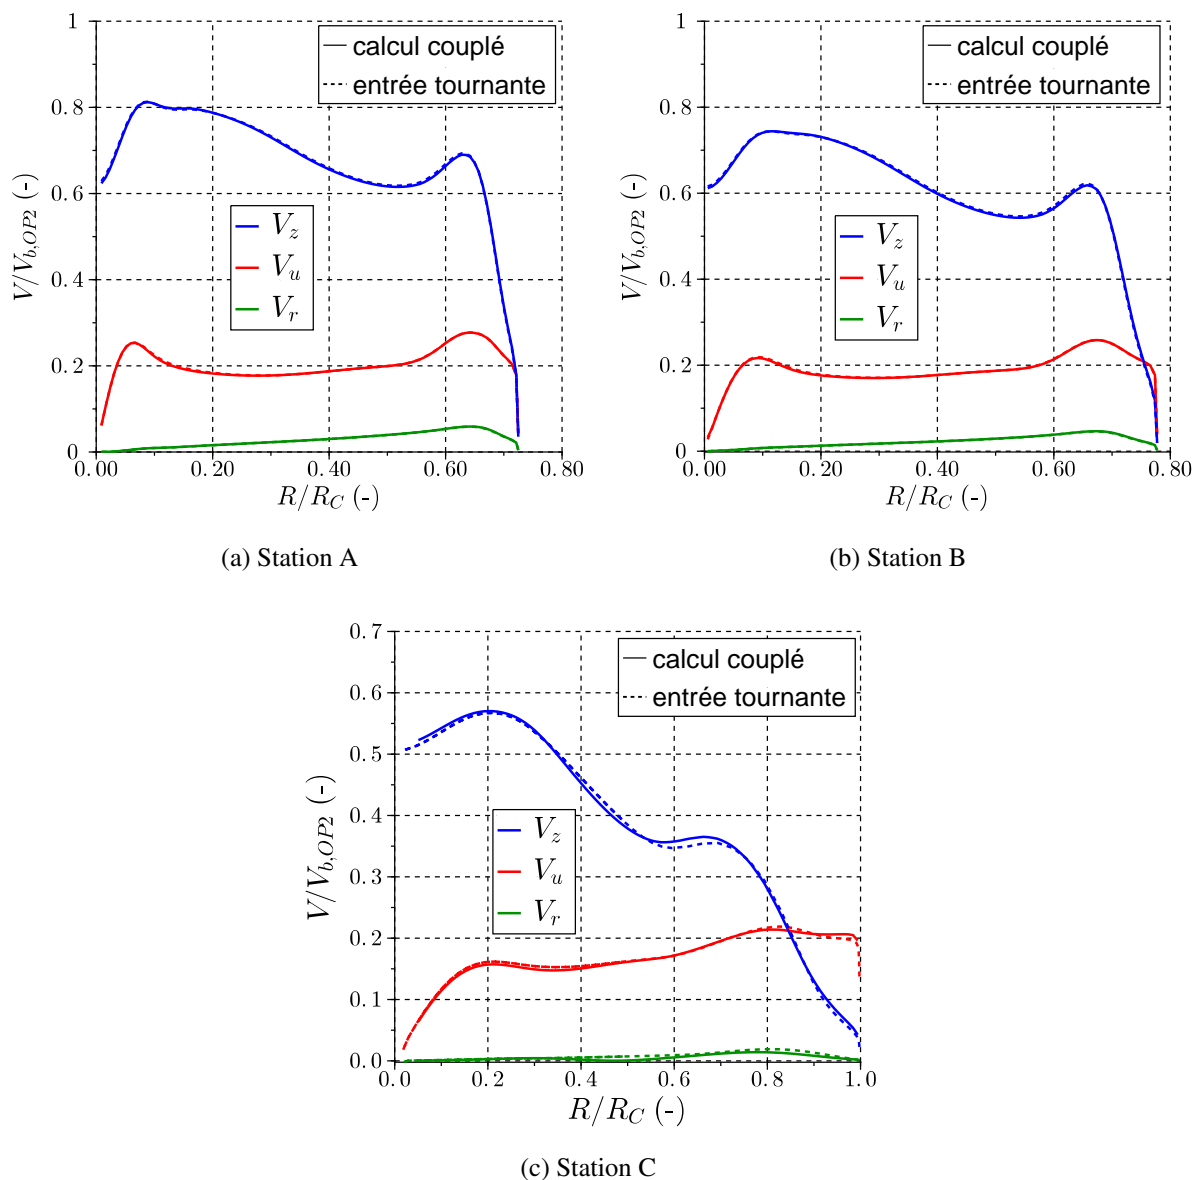 1
0.8
0.6
0.4
0.2
0
V/V_{b,OP2} (-)
calcul couplé
entrée tournante
V_z
V_u
V_r
0.00 0.20 0.40 0.60 0.80
R/R_C (-)
(a) Station A
1
0.8
0.6
0.4
0.2
0
V/V_{b,OP2} (-)
calcul couplé
entrée tournante
V_z
V_u
V_r
0.00 0.20 0.40 0.60 0.80
R/R_C (-)
(b) Station B
0.7
0.6
0.5
0.4
0.3
0.2
0.1
0.0
V/V_{b,OP2} (-)
calcul couplé
entrée tournante
V_z
V_u
V_r
0.0 0.2 0.4 0.6 0.8 1.0
R/R_C (-)
(c) Station C